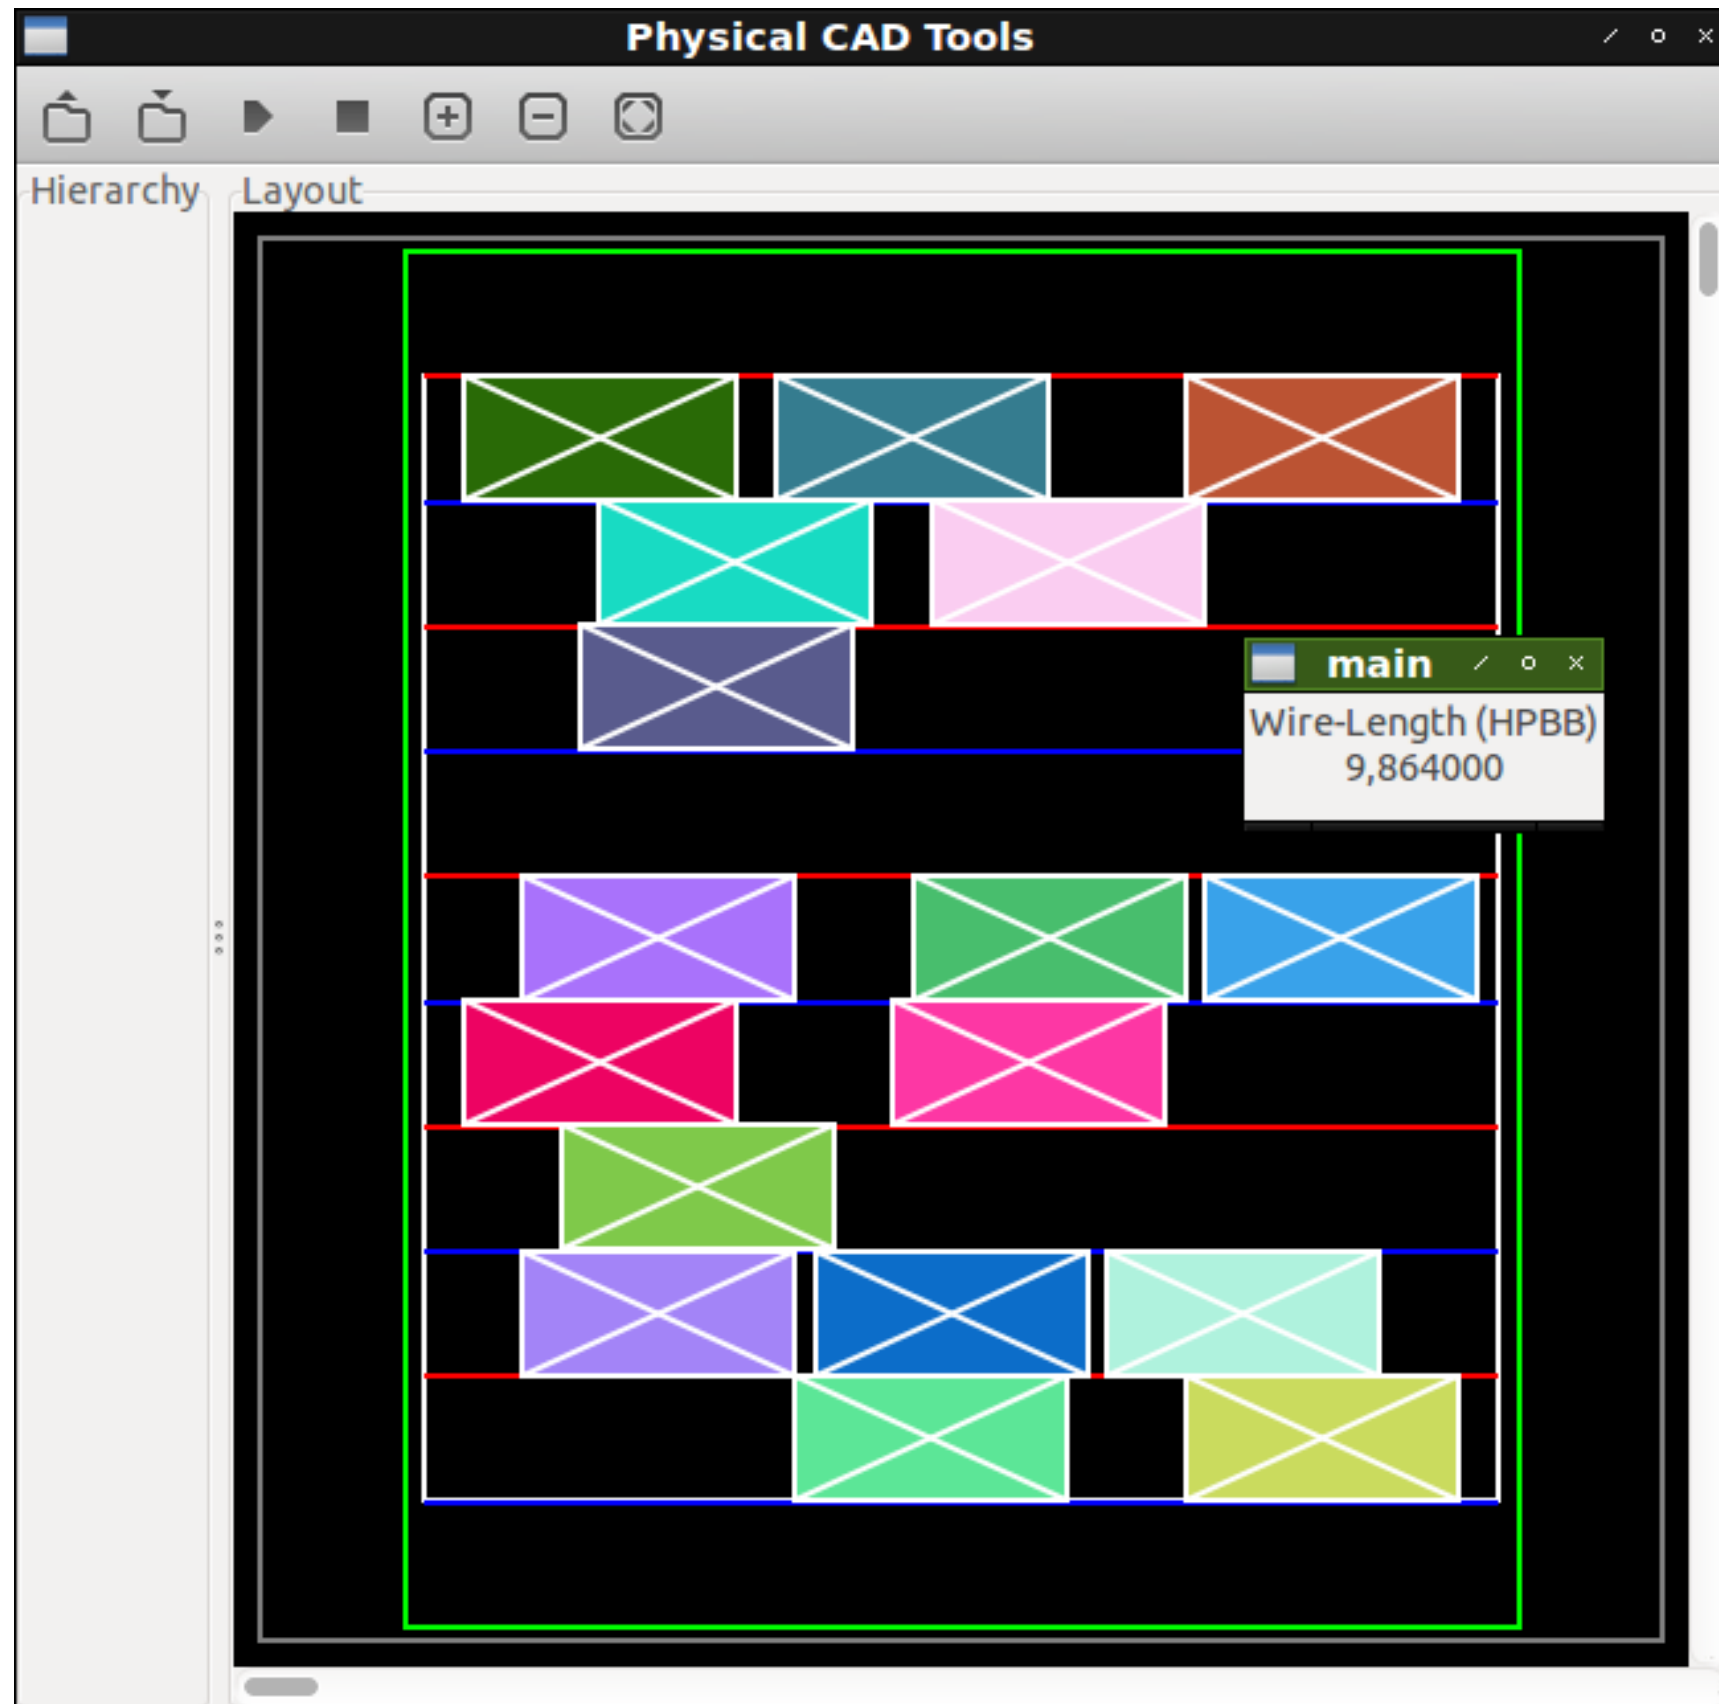 Physical CAD Tools
Hierarchy
Layout
main
Wire-Length (HPBB)
9,864000